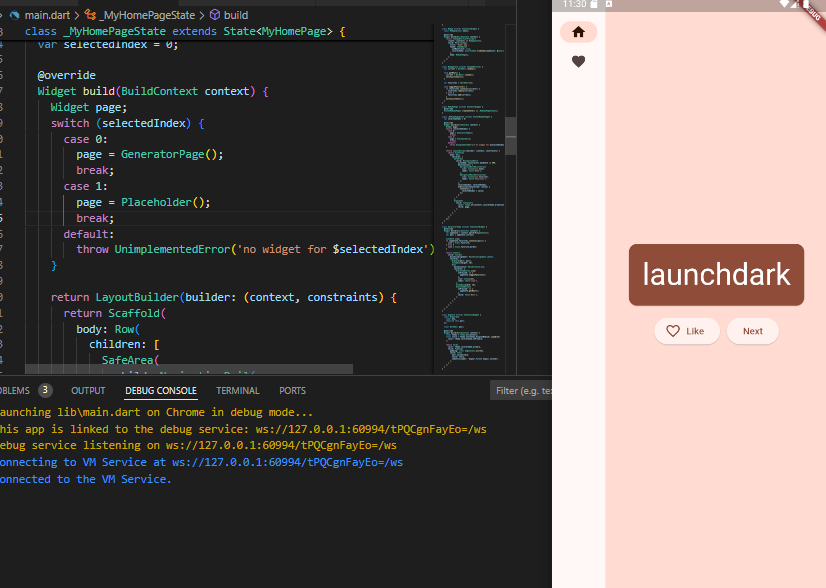 main.dart > _MyHomePageState > build
class _MyHomePageState extends State<MyHomePage> {
var selectedIndex = 0;
@override
Widget build(BuildContext context) {
Widget page;
switch (selectedIndex) {
case 0:
page = GeneratorPage();
break;
case 1:
page = Placeholder();
break;
default:
throw UnimplementedError('no widget for $selectedIndex')
}
return LayoutBuilder(builder: (context, constraints) {
return Scaffold(
body: Row(
children: [
SafeArea(
OBLEMS 3 OUTPUT DEBUG CONSOLE TERMINAL PORTS Filter (e.g. te
aunching lib\main.dart on Chrome in debug mode...
his app is linked to the debug service: ws://127.0.0.1:60994/tPQCgnFayEo=/ws
ebug service listening on ws://127.0.0.1:60994/tPQCgnFayEo=/ws
onnecting to VM Service at ws://127.0.0.1:60994/tPQCgnFayEo=/ws
onnected to the VM Service.
11:30
DEBUG
launchdark
Like
Next